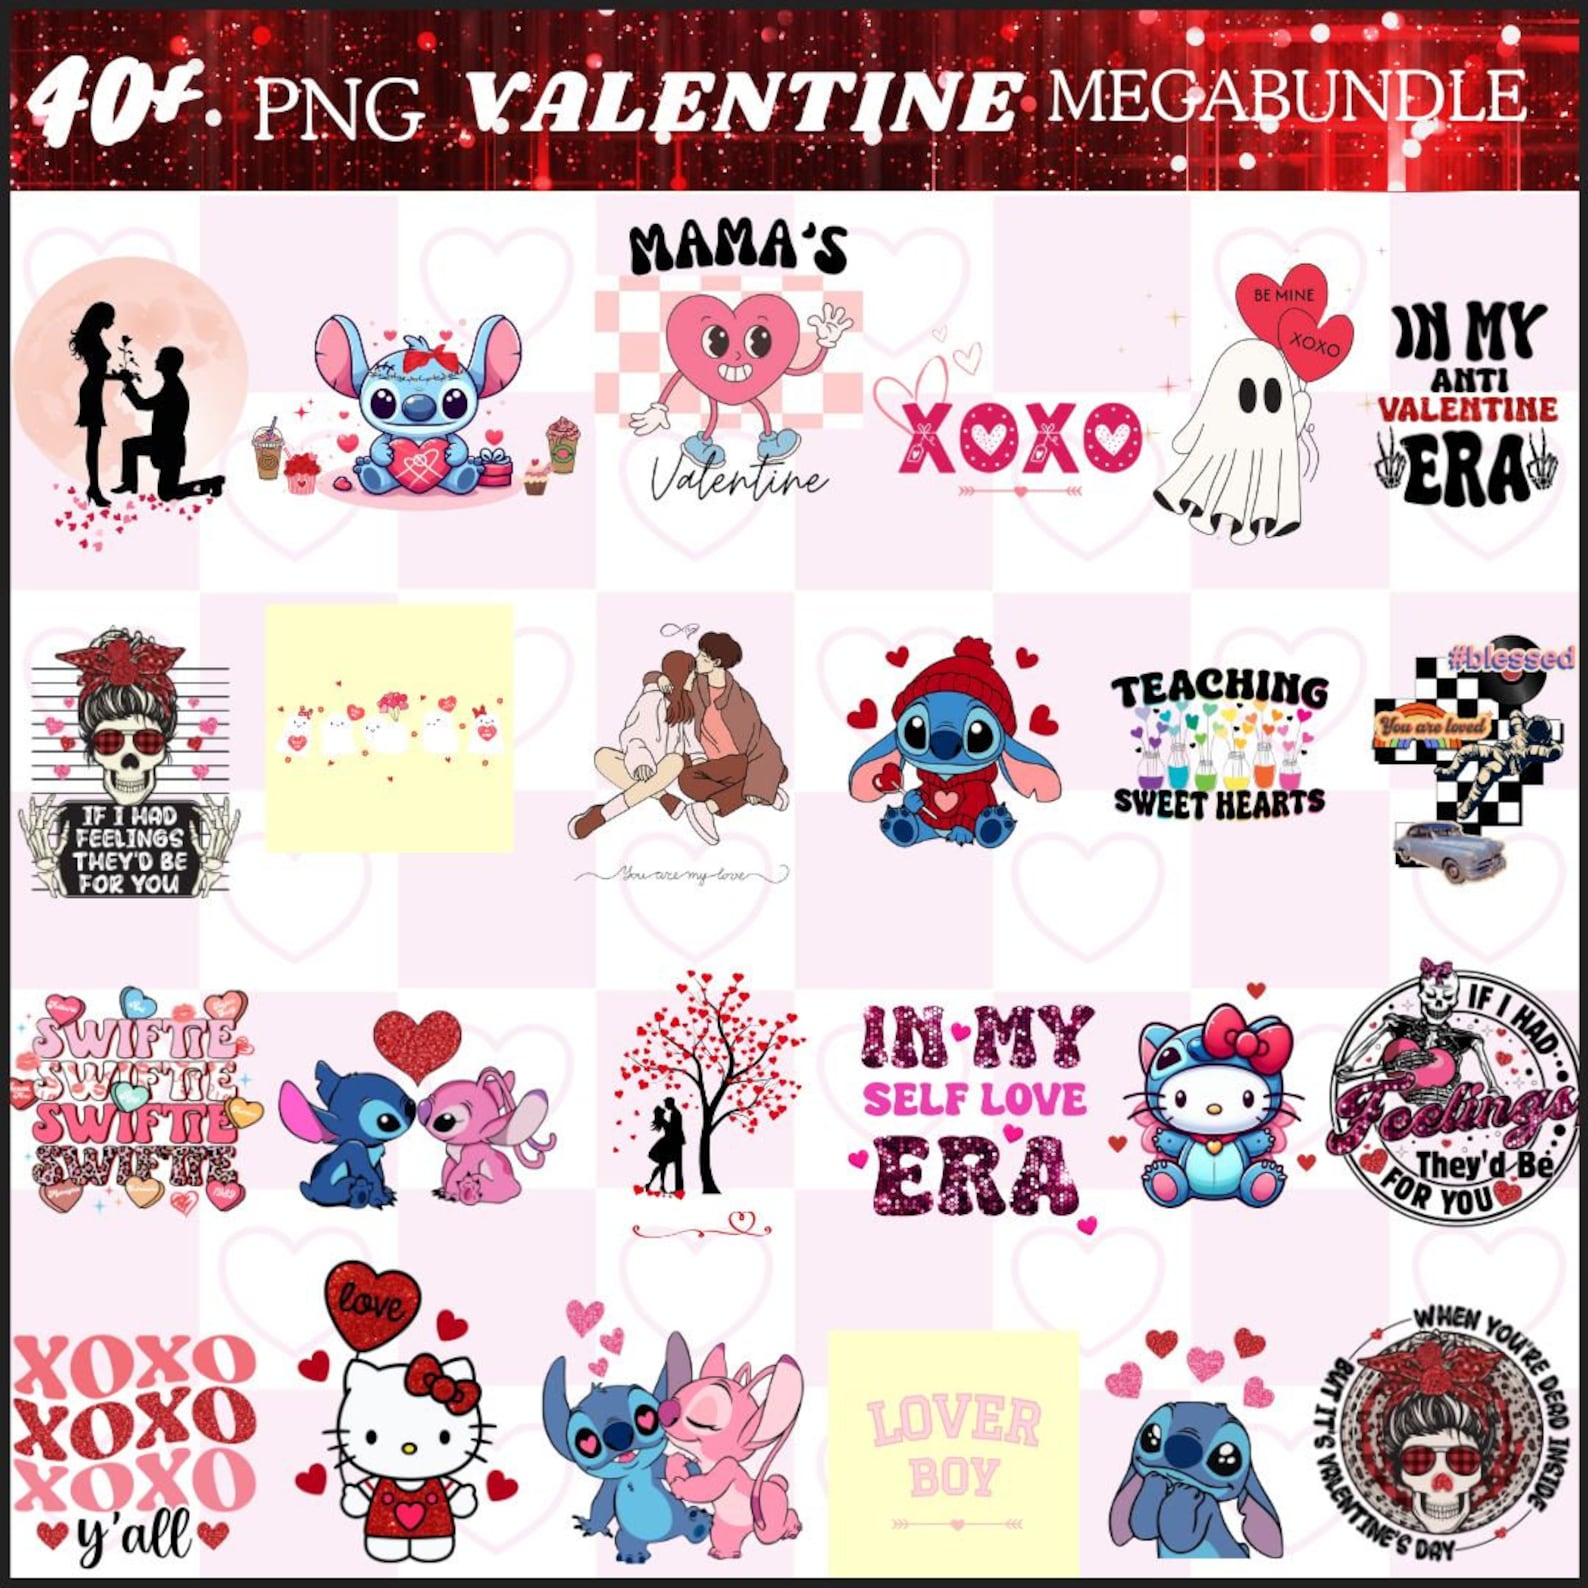 40+. PNG VALENTINE MEGABUNDLE
MAMA'S
Valentine
XOXO
BE MINE
XOXO
IN MY
ANTI
VALENTINE
ERA
IF I HAD
FEELINGS
THEY'D BE
FOR YOU
You are my love
TEACHING
SWEET HEARTS
#blessed
You are loved
SWIFTIE
SWIFTIE
SWIFTIE
SWIFTIE
1989
IN MY
SELF LOVE
ERA
IF I HAD...
Feelings
They'd Be
FOR YOU
XOXO
XOXO
XOXO
y'all
love
LOVER
BOY
WHEN YOU'RE DEAD INSIDE
BUT IT'S VALENTINE'S DAY